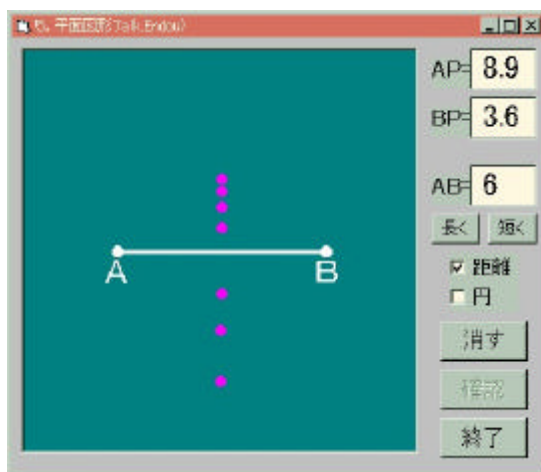 平面図形(Talk.Endou)
AP= 8.9
BP= 3.6
AB= 6
長く 短く
距離
円
消す
確認
終了
A B